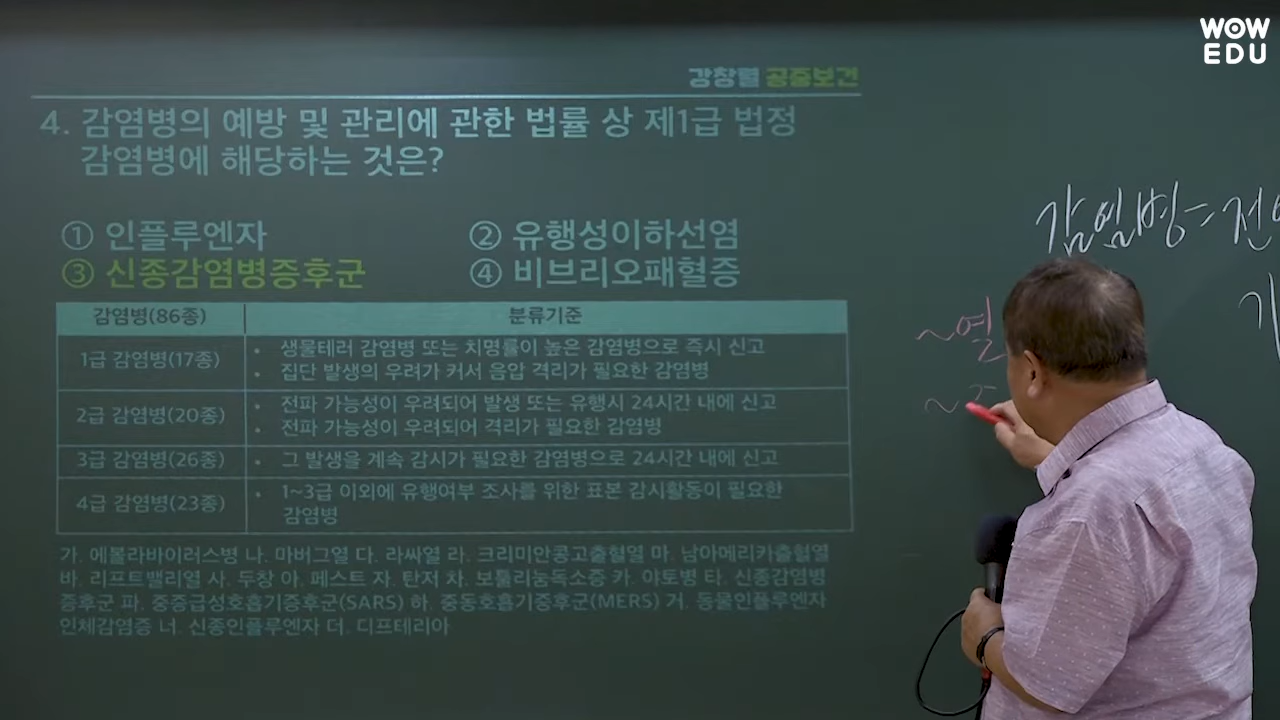 WOW
EDU
강창렬 공중보건
4. 감염병의 예방 및 관리에 관한 법률 상 제1급 법정
감염병에 해당하는 것은?
① 인플루엔자
② 유행성이하선염
③ 신종감염병증후군
④ 비브리오패혈증
감염병(86종) 분류기준
1급 감염병(17종)
• 생물테러 감염병 또는 치명률이 높은 감염병으로 즉시 신고
• 집단 발생의 우려가 커서 음압 격리가 필요한 감염병
2급 감염병(20종)
• 전파 가능성이 우려되어 발생 또는 유행시 24시간 내에 신고
• 전파 가능성이 우려되어 격리가 필요한 감염병
3급 감염병(26종)
• 그 발생을 계속 감시가 필요한 감염병으로 24시간 내에 신고
4급 감염병(23종)
• 1~3급 이외에 유행여부 조사를 위한 표본 감시활동이 필요한
감염병
가. 에볼라바이러스병 나. 마버그열 다. 라싸열 라. 크리미안콩고출혈열 마. 남아메리카출혈열
바. 리프트밸리열 사. 두창 아. 페스트 자. 탄저 차. 보툴리눔독소증 카. 야토병 타. 신종감염병
증후군 파. 중증급성호흡기증후군(SARS) 하. 중동호흡기증후군(MERS) 거. 동물인플루엔자
인체감염증 너. 신종인플루엔자 더. 디프테리아
감염병= 전
~열